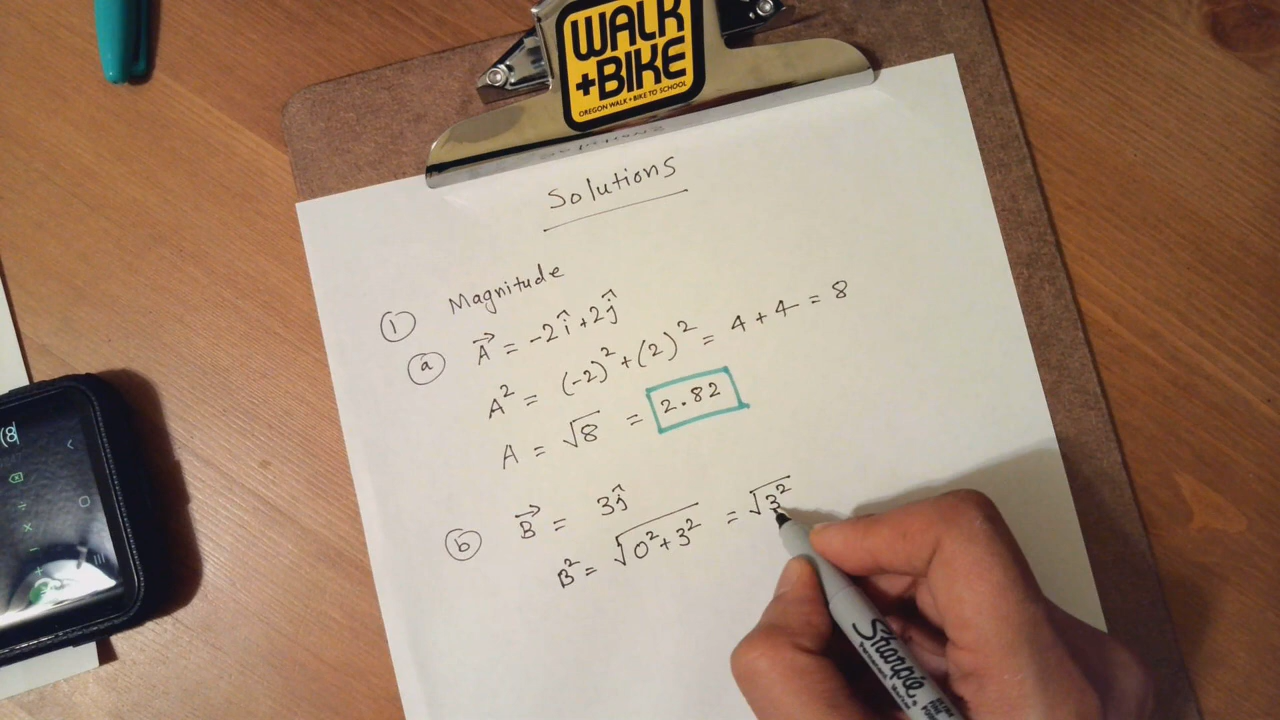 WALK
+BIKE
OREGON WALK + BIKE TO SCHOOL
Solutions
① Magnitude
ⓐ A⃗ = -2î + 2ĵ
A² = (-2)² + (2)² = 4 + 4 = 8
A = √8 = 2.82
ⓑ B⃗ = 3ĵ
B² = √0² + 3² = √3²
(8
Sharpie.